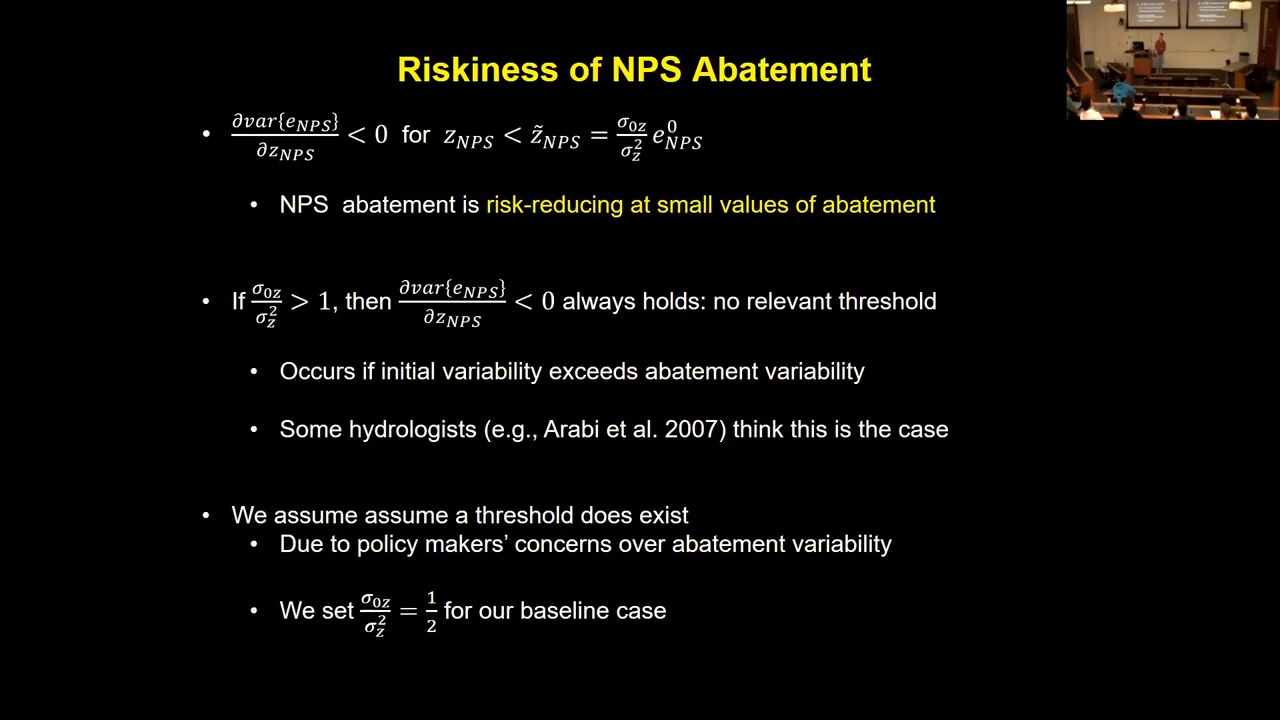 Riskiness of NPS Abatement
• ∂var{e_NPS}/∂z_NPS < 0 for z_NPS < z̃_NPS = σ_0z/σ_z^2 e_NPS^0
• NPS abatement is risk-reducing at small values of abatement
• If σ_0z/σ_z^2 > 1, then ∂var{e_NPS}/∂z_NPS < 0 always holds: no relevant threshold
• Occurs if initial variability exceeds abatement variability
• Some hydrologists (e.g., Arabi et al. 2007) think this is the case
• We assume assume a threshold does exist
• Due to policy makers’ concerns over abatement variability
• We set σ_0z/σ_z^2 = 1/2 for our baseline case